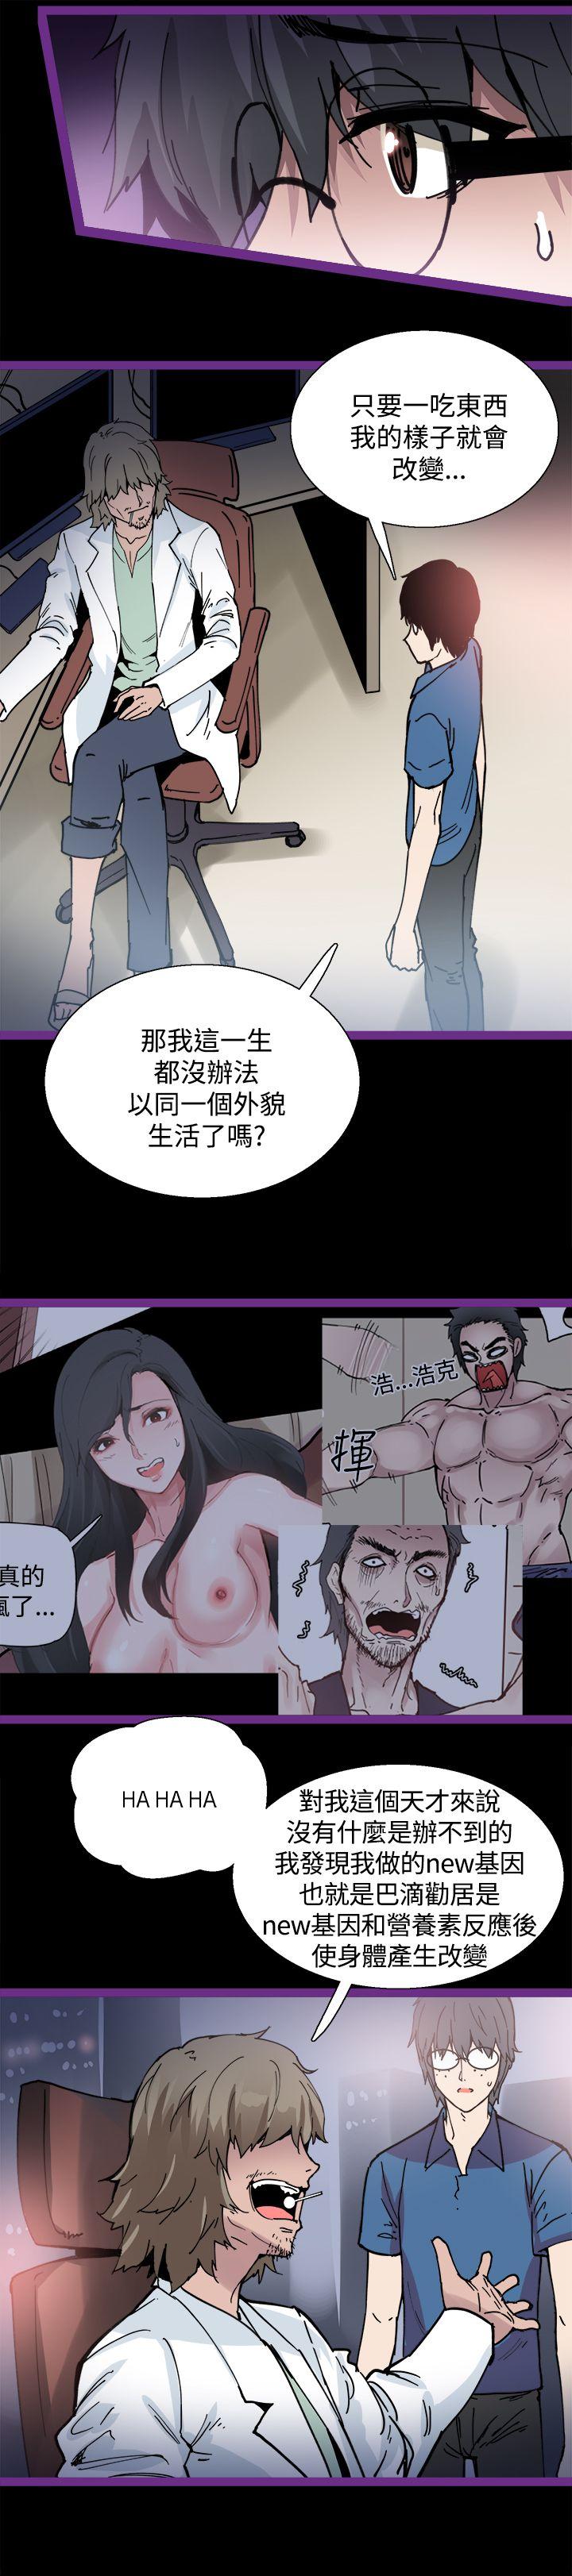 只要一吃東西
我的樣子就會
改變...
那我這一生
都沒辦法
以同一個外貌
生活了嗎?
浩...浩克
揮
真的
瘋了...
HA HA HA
對我這個天才來說
沒有什麼是辦不到的
我發現我做的new基因
也就是巴滴勸居是
new基因和營養素反應後
使身體產生改變